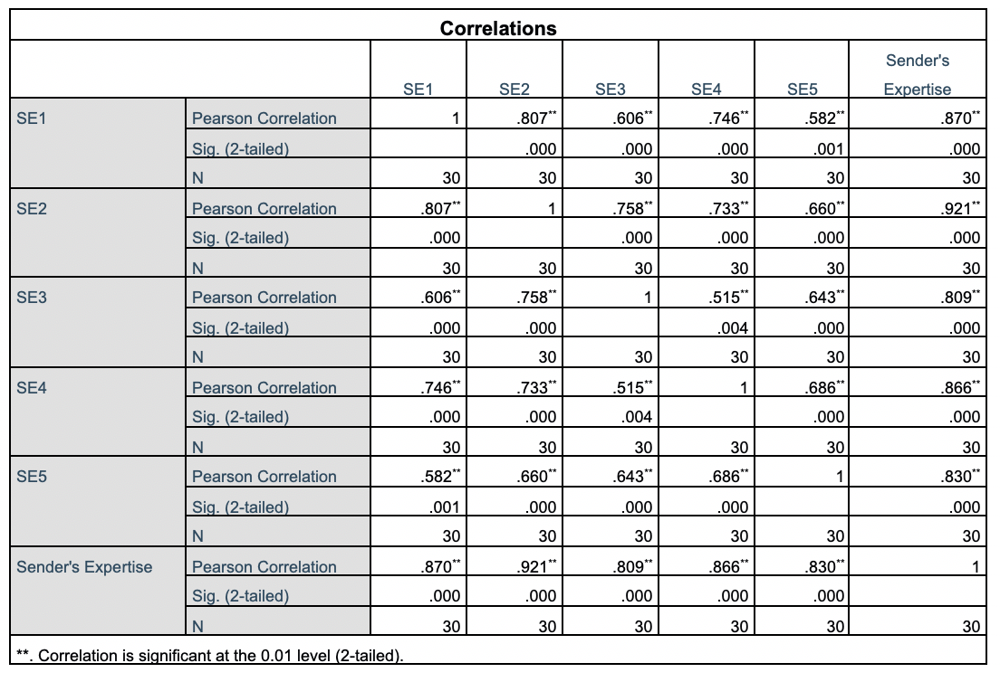 Correlations
SE1 SE2 SE3 SE4 SE5 Sender's Expertise
SE1 Pearson Correlation 1 .807** .606** .746** .582** .870**
Sig. (2-tailed) .000 .000 .000 .001 .000
N 30 30 30 30 30 30
SE2 Pearson Correlation .807** 1 .758** .733** .660** .921**
Sig. (2-tailed) .000 .000 .000 .000 .000
N 30 30 30 30 30 30
SE3 Pearson Correlation .606** .758** 1 .515** .643** .809**
Sig. (2-tailed) .000 .000 .004 .000 .000
N 30 30 30 30 30 30
SE4 Pearson Correlation .746** .733** .515** 1 .686** .866**
Sig. (2-tailed) .000 .000 .004 .000 .000
N 30 30 30 30 30 30
SE5 Pearson Correlation .582** .660** .643** .686** 1 .830**
Sig. (2-tailed) .001 .000 .000 .000 .000
N 30 30 30 30 30 30
Sender's Expertise Pearson Correlation .870** .921** .809** .866** .830** 1
Sig. (2-tailed) .000 .000 .000 .000 .000
N 30 30 30 30 30 30
**. Correlation is significant at the 0.01 level (2-tailed).